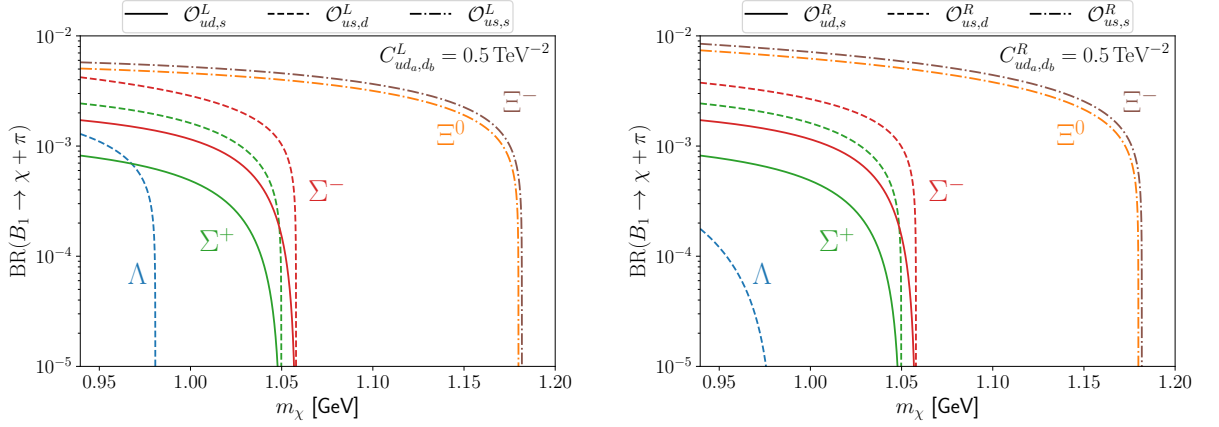 𝒪^L_{ud,s} 𝒪^L_{us,d} 𝒪^L_{us,s}
C^L_{ud_a,d_b} = 0.5 TeV^{-2}
10^{-2}
10^{-3}
10^{-4}
10^{-5}
BR(B_1 → χ + π)
Ξ^-
Ξ^0
Σ^-
Σ^+
Λ
0.95 1.00 1.05 1.10 1.15 1.20
m_χ [GeV]
𝒪^R_{ud,s} 𝒪^R_{us,d} 𝒪^R_{us,s}
C^R_{ud_a,d_b} = 0.5 TeV^{-2}
10^{-2}
10^{-3}
10^{-4}
10^{-5}
BR(B_1 → χ + π)
Ξ^-
Ξ^0
Σ^-
Σ^+
Λ
0.95 1.00 1.05 1.10 1.15 1.20
m_χ [GeV]